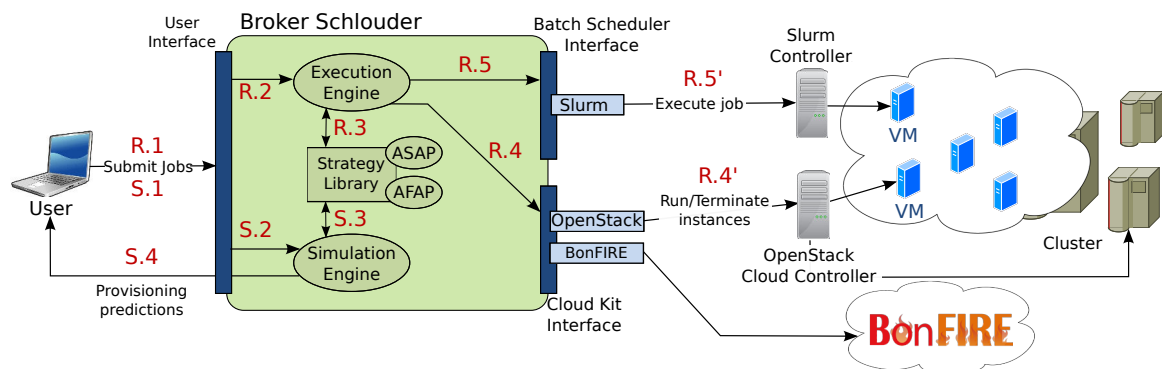 User
Interface
Broker Schlouder
Batch Scheduler
Interface
Slurm
Controller
Execution
Engine
R.5
R.2
R.5'
Slurm
Execute job
VM
R.3
R.1
Submit Jobs
S.1
Strategy
Library
ASAP
AFAP
R.4
R.4'
Run/Terminate
instances
VM
User
OpenStack
S.2
S.3
S.4
Simulation
Engine
BonFIRE
OpenStack
Cloud Controller
Cluster
Provisioning
predictions
Cloud Kit
Interface
BonFIRE